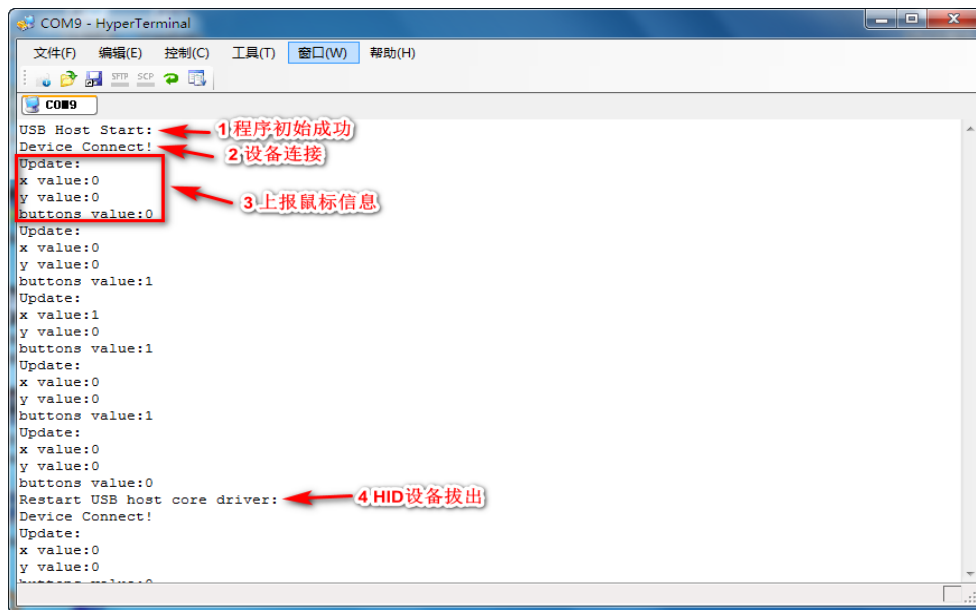 COM9 - HyperTerminal
文件(F) 编辑(E) 控制(C) 工具(T) 窗口(W) 帮助(H)
SFTP SCP
COM9
USB Host Start: 1 程序初始成功
Device Connect! 2 设备连接
Update:
x value:0
y value:0 3 上报鼠标信息
buttons value:0
Update:
x value:0
y value:0
buttons value:1
Update:
x value:1
y value:0
buttons value:1
Update:
x value:0
y value:0
buttons value:1
Update:
x value:0
y value:0
buttons value:0
Restart USB host core driver: 4 HID设备拔出
Device Connect!
Update:
x value:0
y value:0
buttons value:0